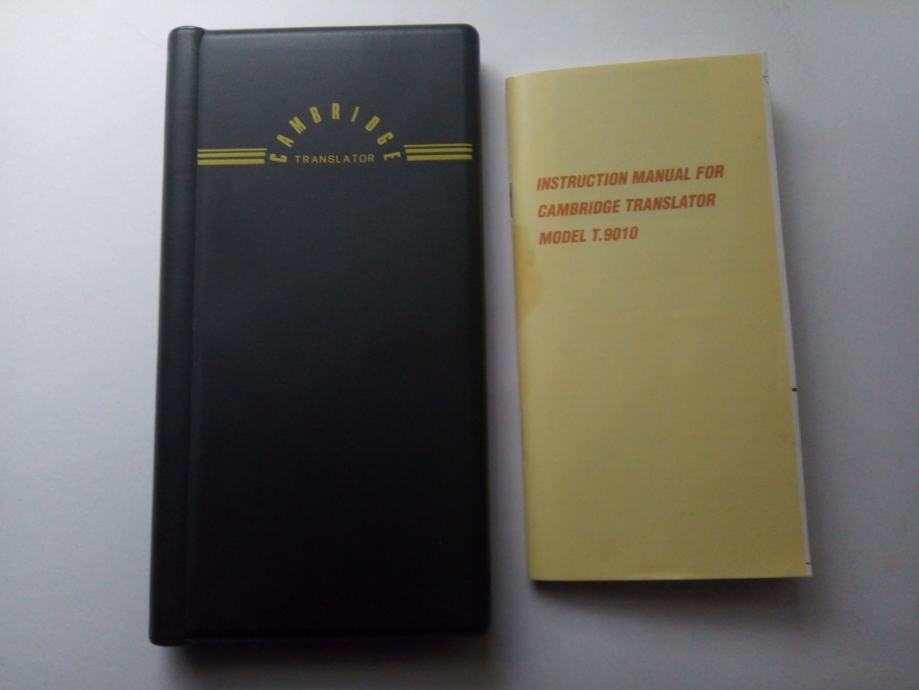 CAMBRIDGE
TRANSLATOR
INSTRUCTION MANUAL FOR
CAMBRIDGE TRANSLATOR
MODEL T.9010